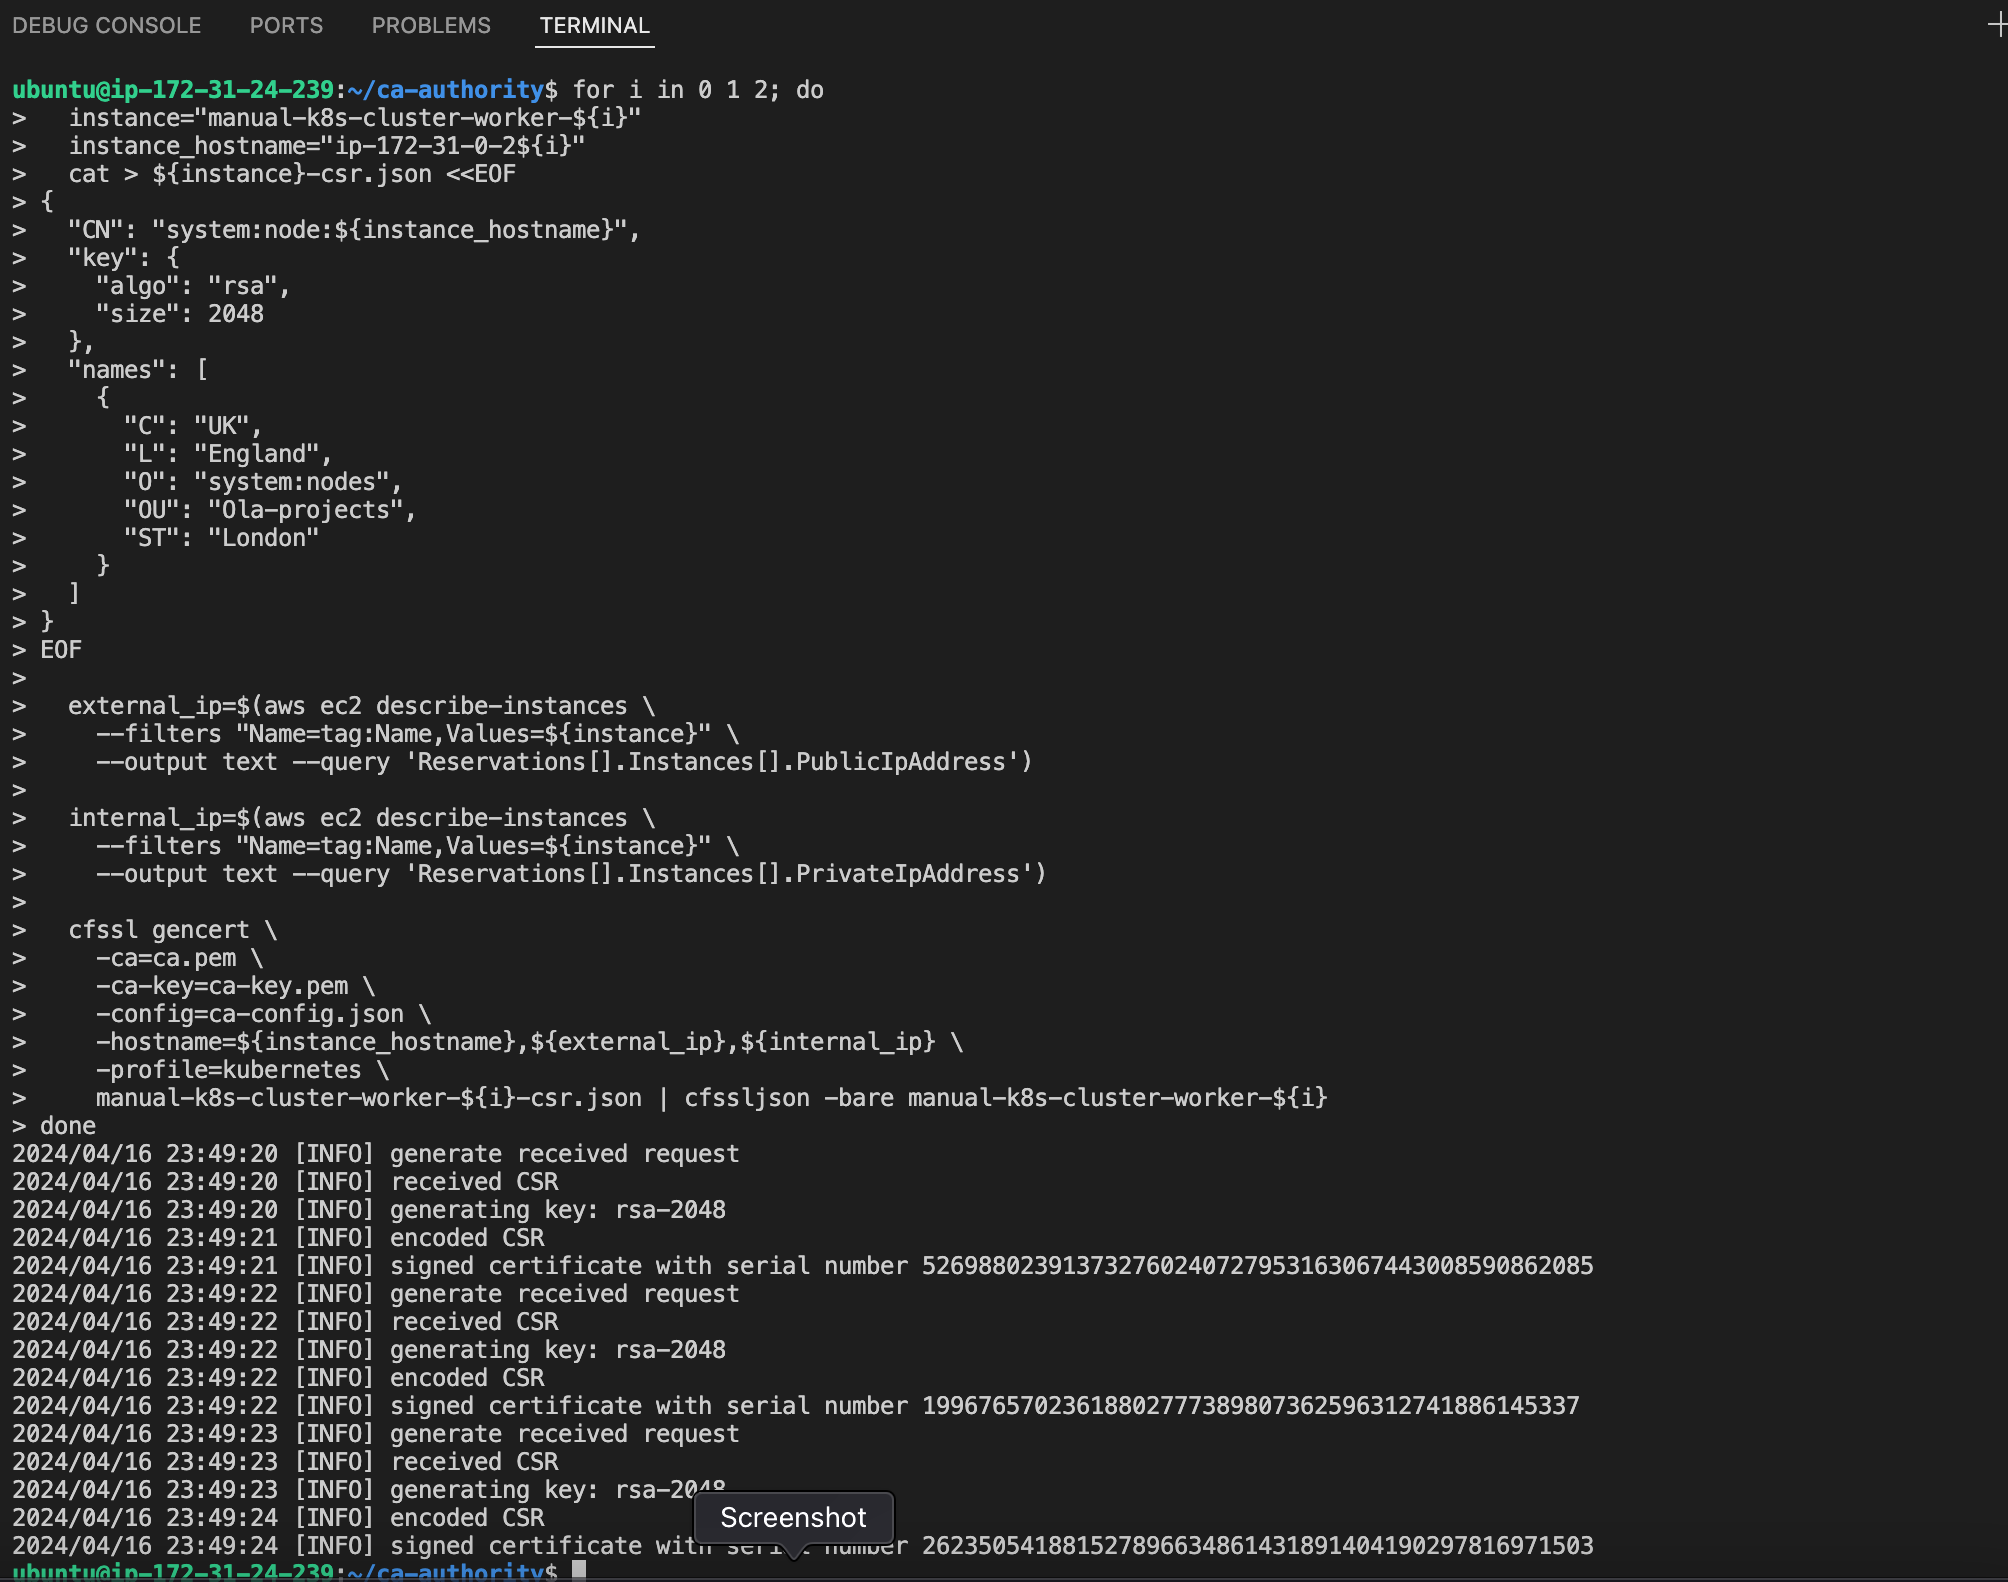 DEBUG CONSOLE PORTS PROBLEMS TERMINAL
ubuntu@ip-172-31-24-239:~/ca-authority$ for i in 0 1 2; do
>   instance="manual-k8s-cluster-worker-${i}"
>   instance_hostname="ip-172-31-0-2${i}"
>   cat > ${instance}-csr.json <<EOF
> {
>   "CN": "system:node:${instance_hostname}",
>   "key": {
>     "algo": "rsa",
>     "size": 2048
>   },
>   "names": [
>     {
>       "C": "UK",
>       "L": "England",
>       "O": "system:nodes",
>       "OU": "Ola-projects",
>       "ST": "London"
>     }
>   ]
> }
> EOF
>
>   external_ip=$(aws ec2 describe-instances \
>     --filters "Name=tag:Name,Values=${instance}" \
>     --output text --query 'Reservations[].Instances[].PublicIpAddress')
>
>   internal_ip=$(aws ec2 describe-instances \
>     --filters "Name=tag:Name,Values=${instance}" \
>     --output text --query 'Reservations[].Instances[].PrivateIpAddress')
>
>   cfssl gencert \
>     -ca=ca.pem \
>     -ca-key=ca-key.pem \
>     -config=ca-config.json \
>     -hostname=${instance_hostname},${external_ip},${internal_ip} \
>     -profile=kubernetes \
>     manual-k8s-cluster-worker-${i}-csr.json | cfssljson -bare manual-k8s-cluster-worker-${i}
> done
2024/04/16 23:49:20 [INFO] generate received request
2024/04/16 23:49:20 [INFO] received CSR
2024/04/16 23:49:20 [INFO] generating key: rsa-2048
2024/04/16 23:49:21 [INFO] encoded CSR
2024/04/16 23:49:21 [INFO] signed certificate with serial number 526988023913732760240727953163067443008590862085
2024/04/16 23:49:22 [INFO] generate received request
2024/04/16 23:49:22 [INFO] received CSR
2024/04/16 23:49:22 [INFO] generating key: rsa-2048
2024/04/16 23:49:22 [INFO] encoded CSR
2024/04/16 23:49:22 [INFO] signed certificate with serial number 19967657023618802777389807362596312741886145337
2024/04/16 23:49:23 [INFO] generate received request
2024/04/16 23:49:23 [INFO] received CSR
2024/04/16 23:49:23 [INFO] generating key: rsa-2048
2024/04/16 23:49:24 [INFO] encoded CSR
Screenshot
2024/04/16 23:49:24 [INFO] signed certificate with serial number 262350541881527896634861431891404190297816971503
ubuntu@ip-172-31-24-239:~/ca-authority$